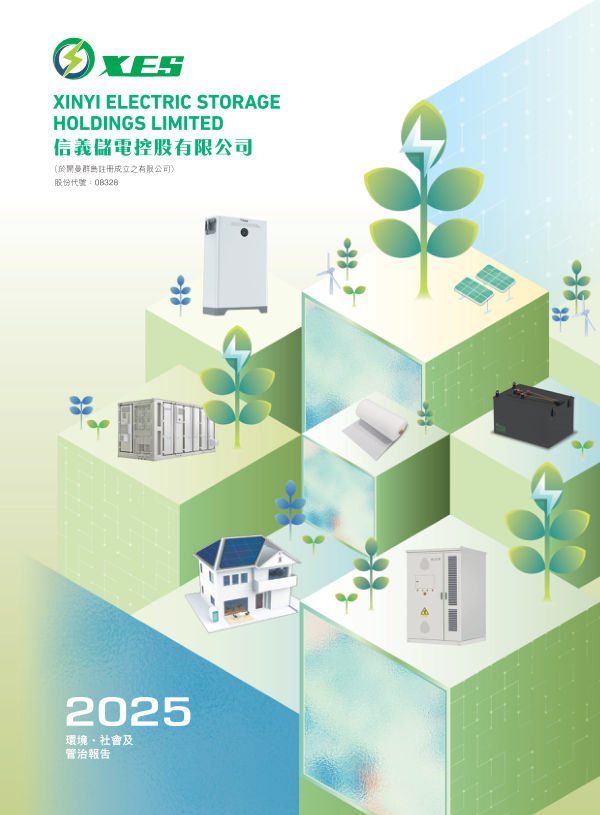 XES
XINYI ELECTRIC STORAGE
HOLDINGS LIMITED
信義儲電控股有限公司
(於開曼群島註冊成立之有限公司)
股份代號：08328
2025
環境、社會及
管治報告